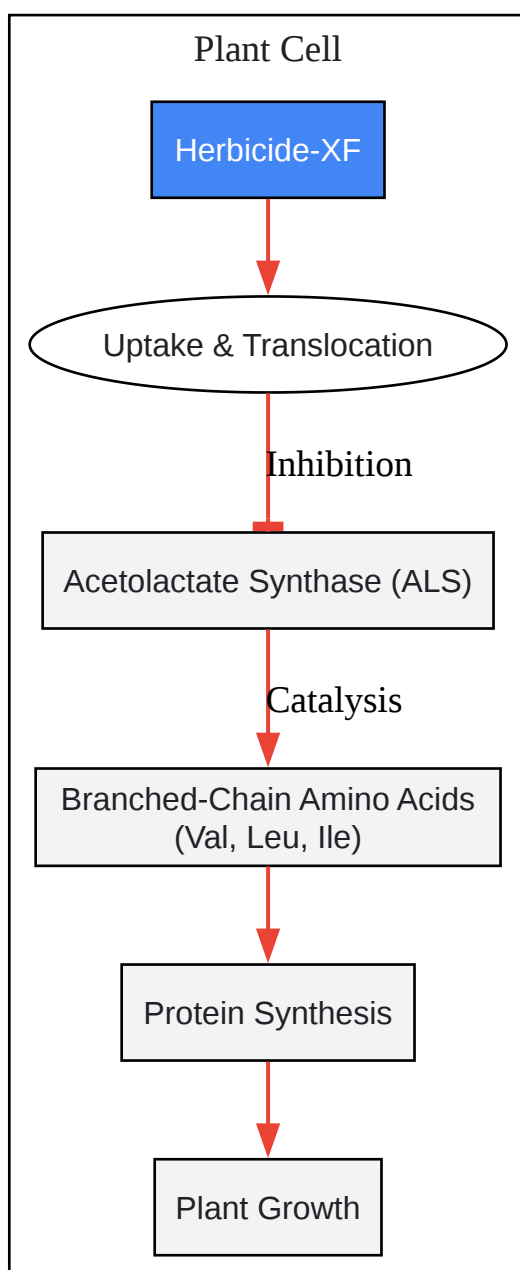 Plant Cell
Herbicide-XF
Uptake & Translocation
Inhibition
Acetolactate Synthase (ALS)
Catalysis
Branched-Chain Amino Acids
(Val, Leu, Ile)
Protein Synthesis
Plant Growth